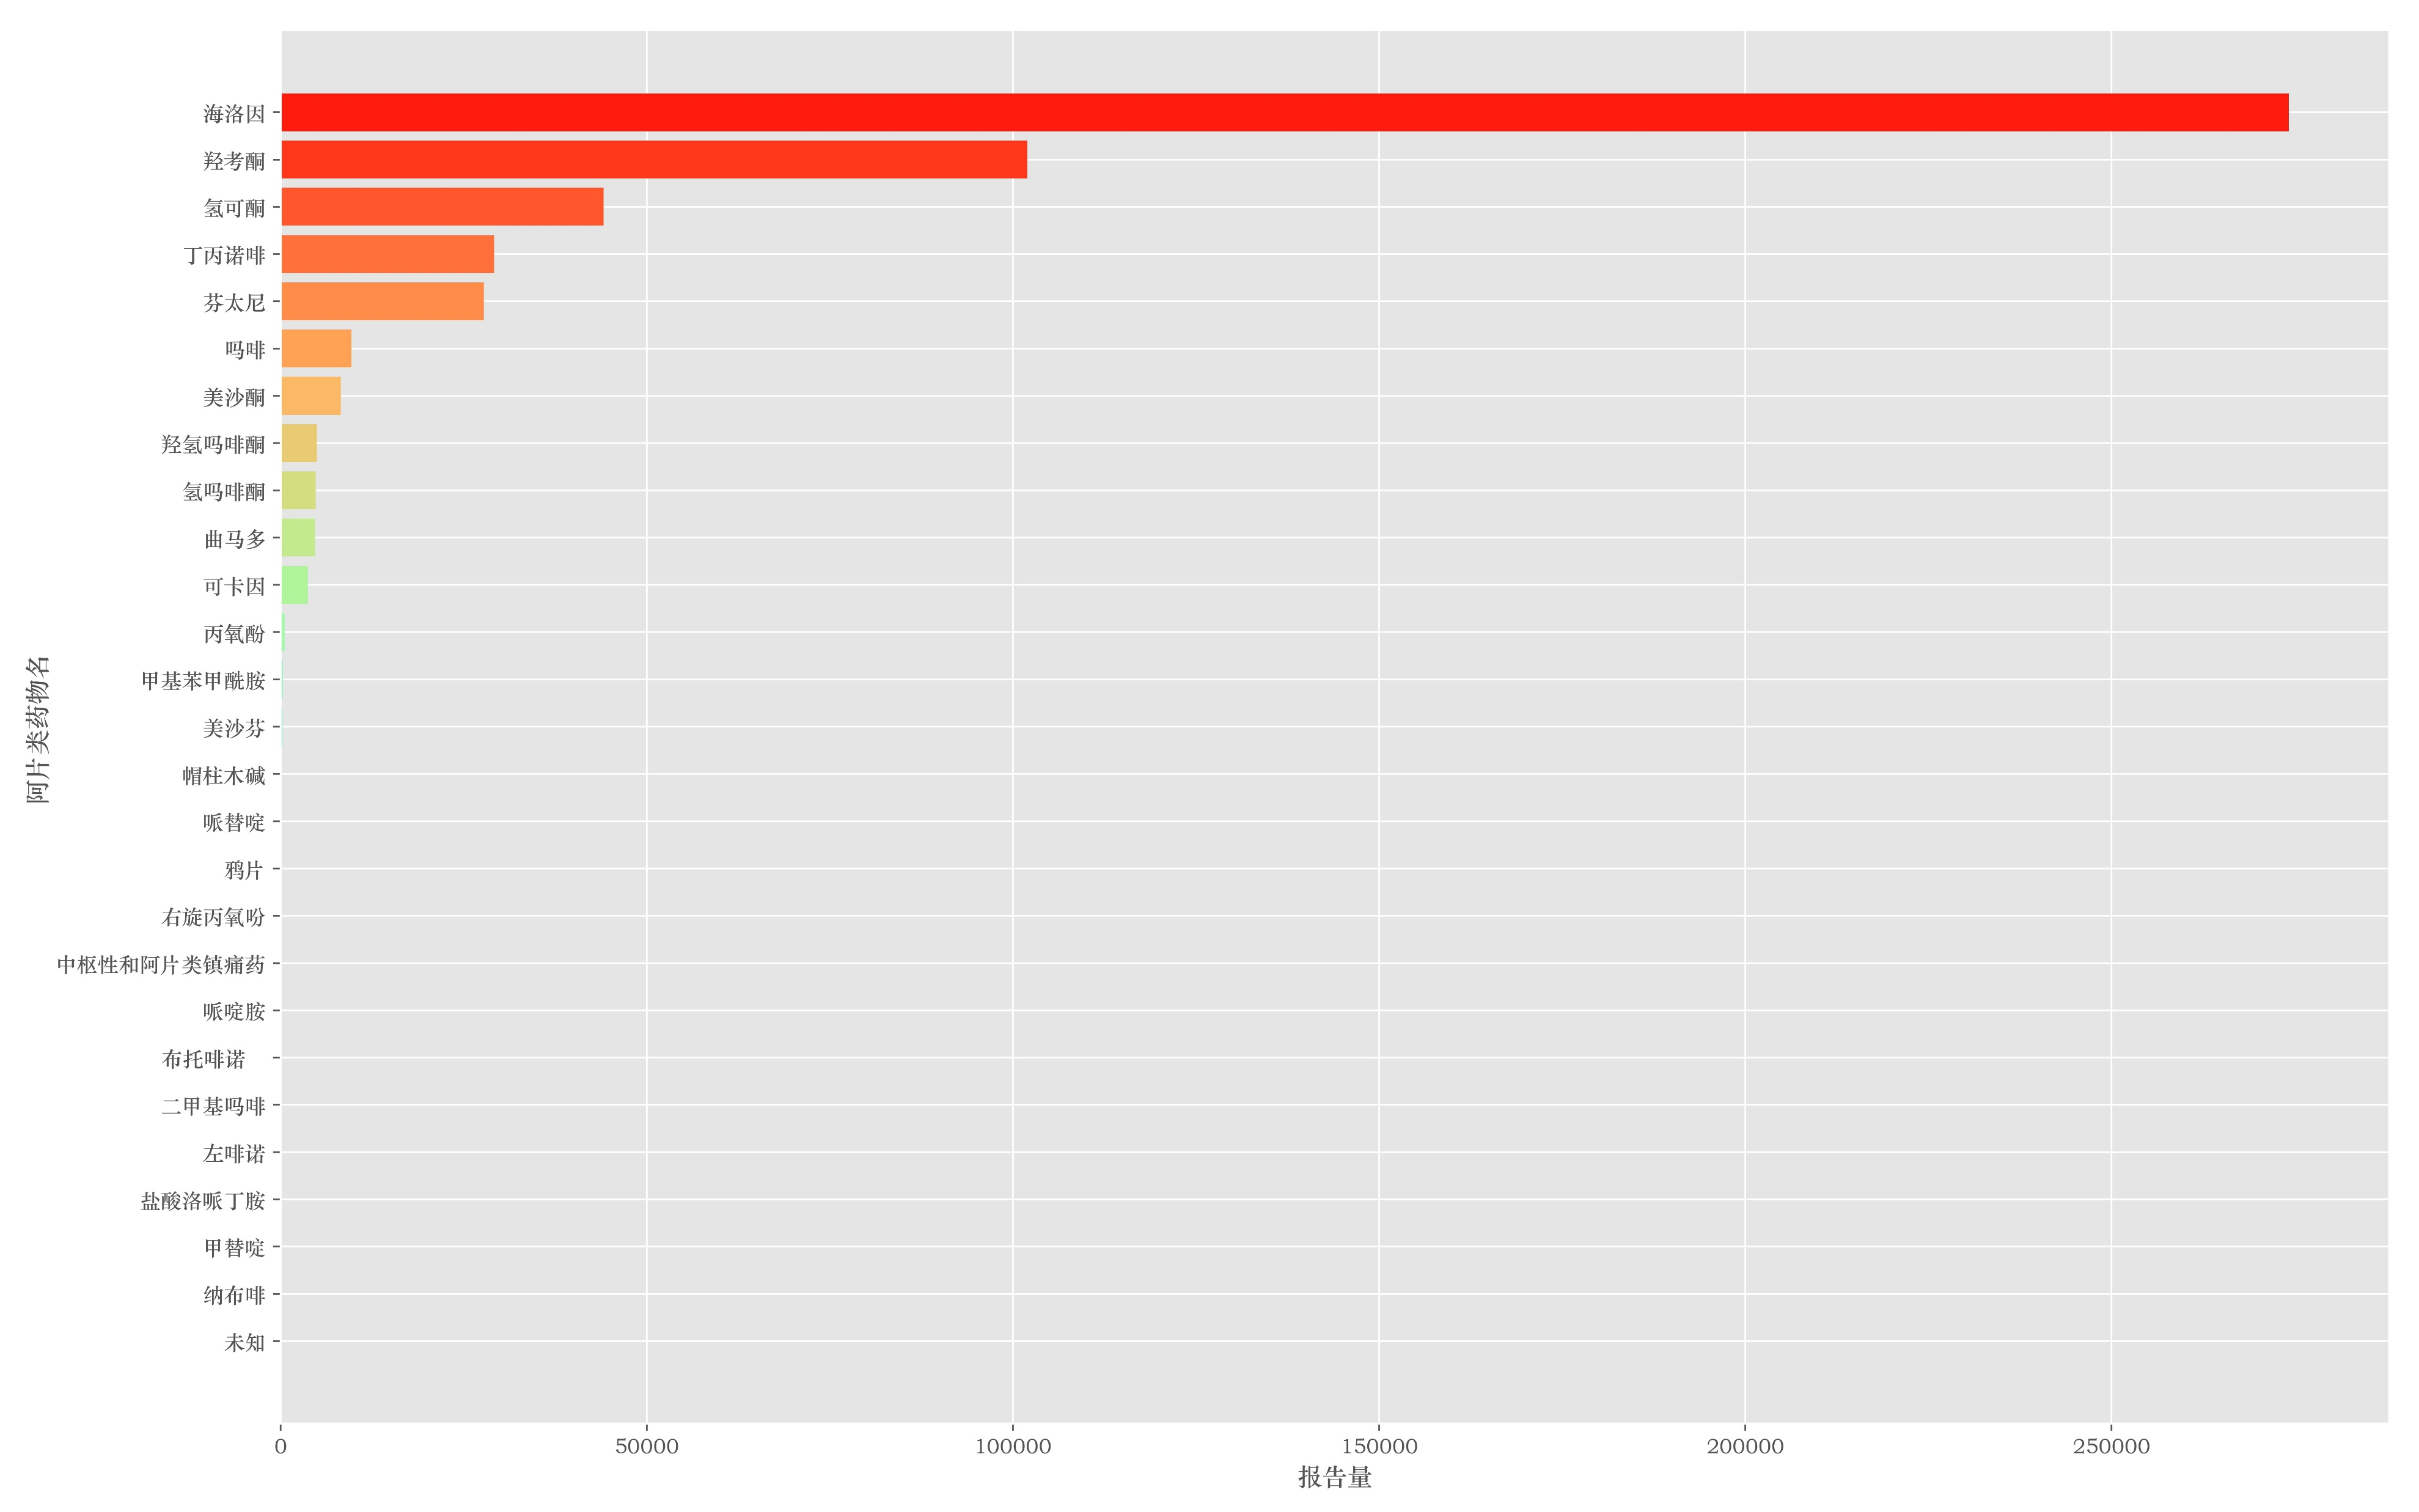 海洛因
羟考酮
氢可酮
丁丙诺啡
芬太尼
吗啡
美沙酮
羟氢吗啡酮
氢吗啡酮
曲马多
可卡因
丙氧酚
甲基苯甲酰胺
美沙芬
帽柱木碱
哌替啶
鸦片
右旋丙氧吩
中枢性和阿片类镇痛药
哌啶胺
布托啡诺
二甲基吗啡
左啡诺
盐酸洛哌丁胺
甲替啶
纳布啡
未知
阿片类药物名
0 50000 100000 150000 200000 250000
报告量